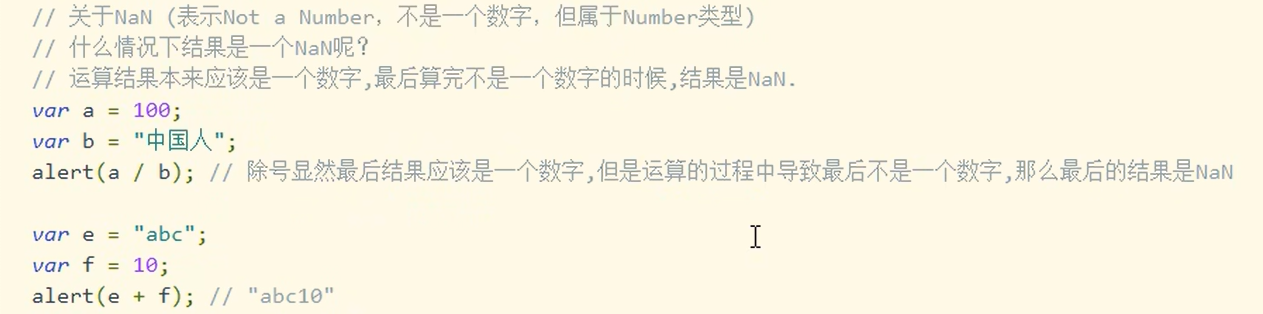 // 关于NaN (表示Not a Number，不是一个数字，但属于Number类型)
// 什么情况下结果是一个NaN呢？
// 运算结果本来应该是一个数字,最后算完不是一个数字的时候,结果是NaN.
var a = 100;
var b = "中国人";
alert(a / b); // 除号显然最后结果应该是一个数字,但是运算的过程中导致最后不是一个数字,那么最后的结果是NaN
var e = "abc";
var f = 10;
alert(e + f); // "abc10"